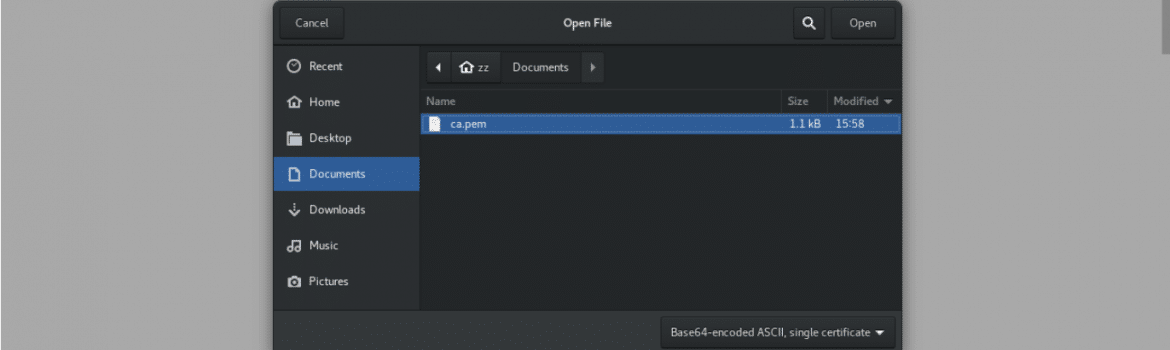 Cancel Open File Open
Recent
Home
Desktop
Documents
Downloads
Music
Pictures
zz Documents
Name Size Modified
ca.pem 1.1 kB 15:58
Base64-encoded ASCII, single certificate